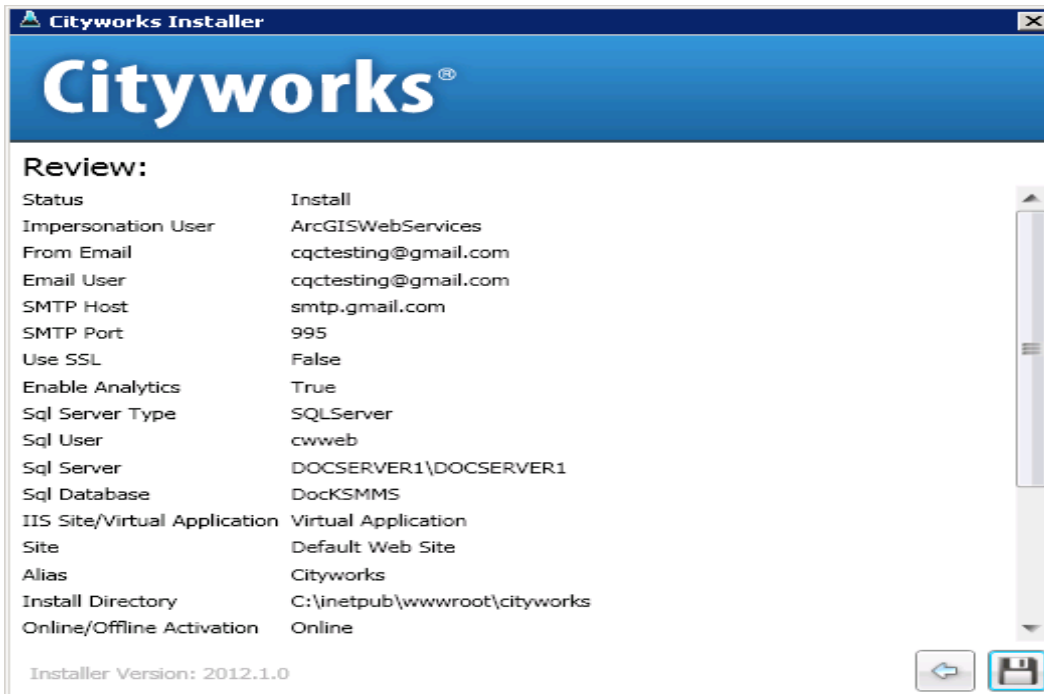 Cityworks Installer
Cityworks®
Review:
Status Install
Impersonation User ArcGISWebServices
From Email cqctesting@gmail.com
Email User cqctesting@gmail.com
SMTP Host smtp.gmail.com
SMTP Port 995
Use SSL False
Enable Analytics True
Sql Server Type SQLServer
Sql User cwweb
Sql Server DOCSERVER1\DOCSERVER1
Sql Database DocKSMMS
IIS Site/Virtual Application Virtual Application
Site Default Web Site
Alias Cityworks
Install Directory C:\inetpub\wwwroot\cityworks
Online/Offline Activation Online
Installer Version: 2012.1.0